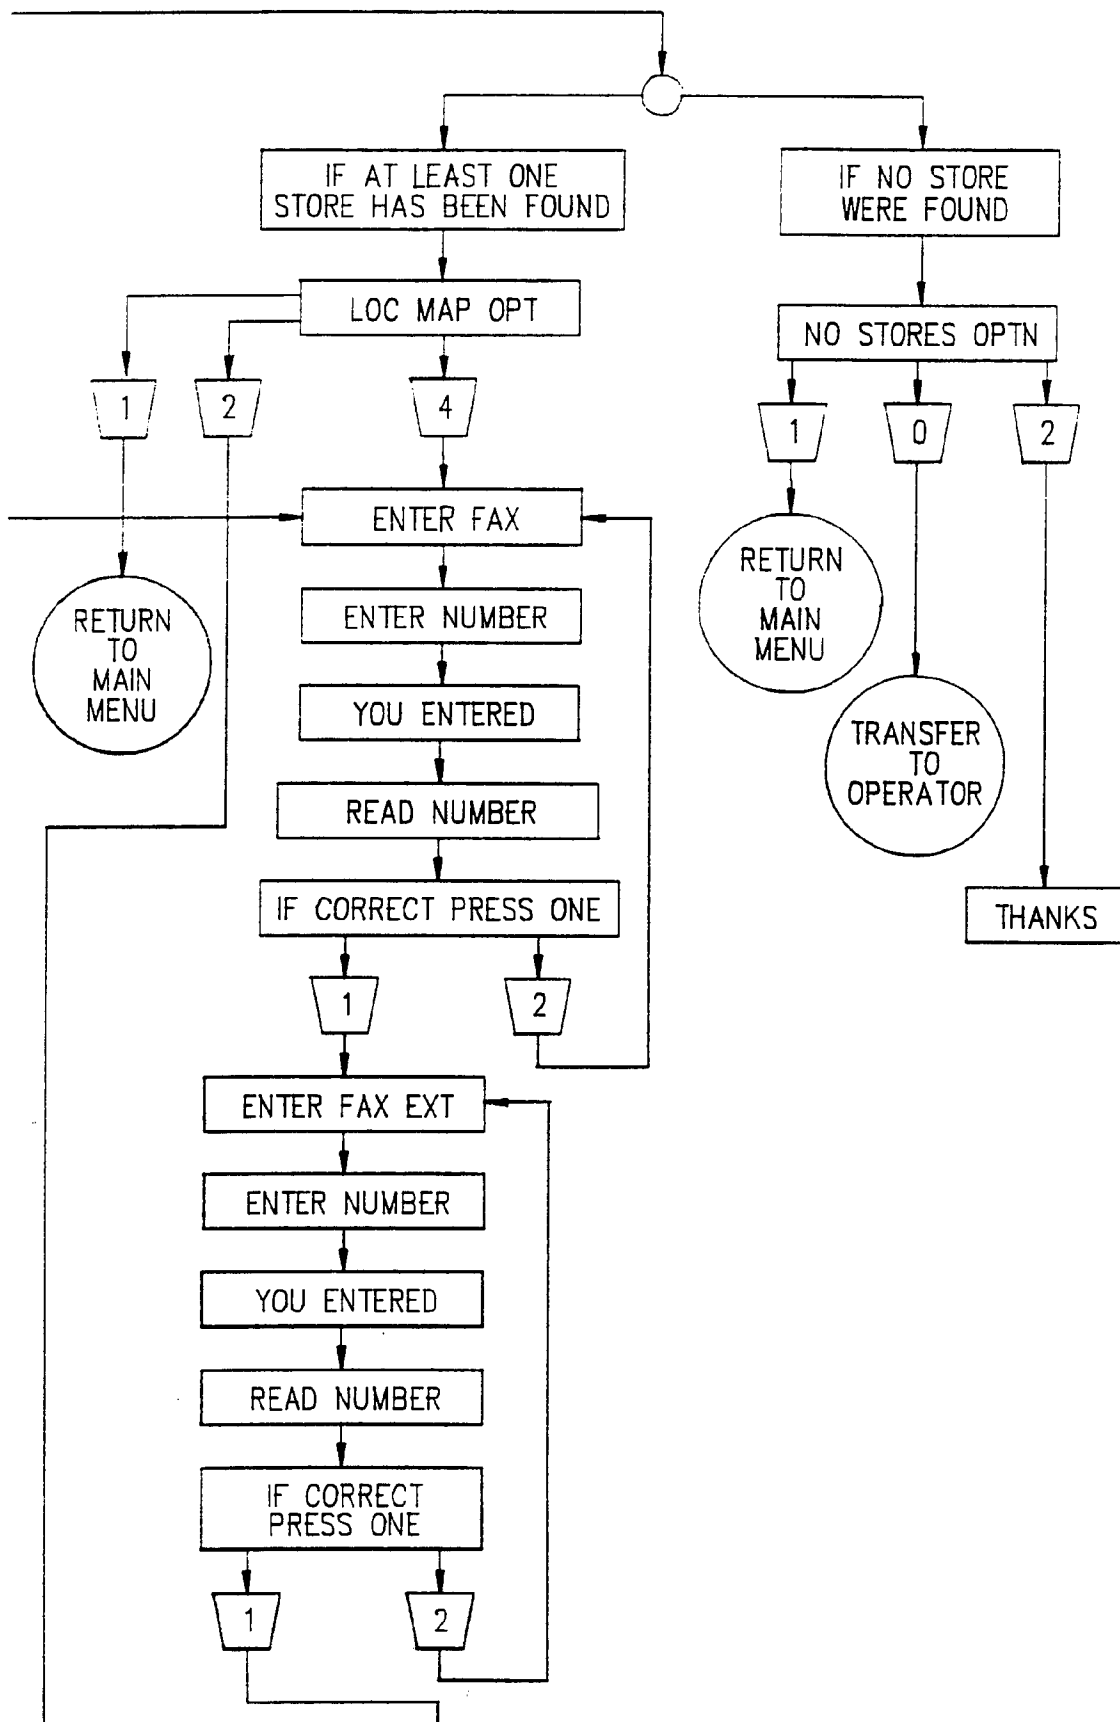 IF AT LEAST ONE
STORE HAS BEEN FOUND
IF NO STORE
WERE FOUND
LOC MAP OPT
NO STORES OPTN
1
2
4
1
0
2
ENTER FAX
RETURN
TO
MAIN
MENU
RETURN
TO
MAIN
MENU
ENTER NUMBER
YOU ENTERED
TRANSFER
TO
OPERATOR
READ NUMBER
IF CORRECT PRESS ONE
THANKS
1
2
ENTER FAX EXT
ENTER NUMBER
YOU ENTERED
READ NUMBER
IF CORRECT
PRESS ONE
1
2